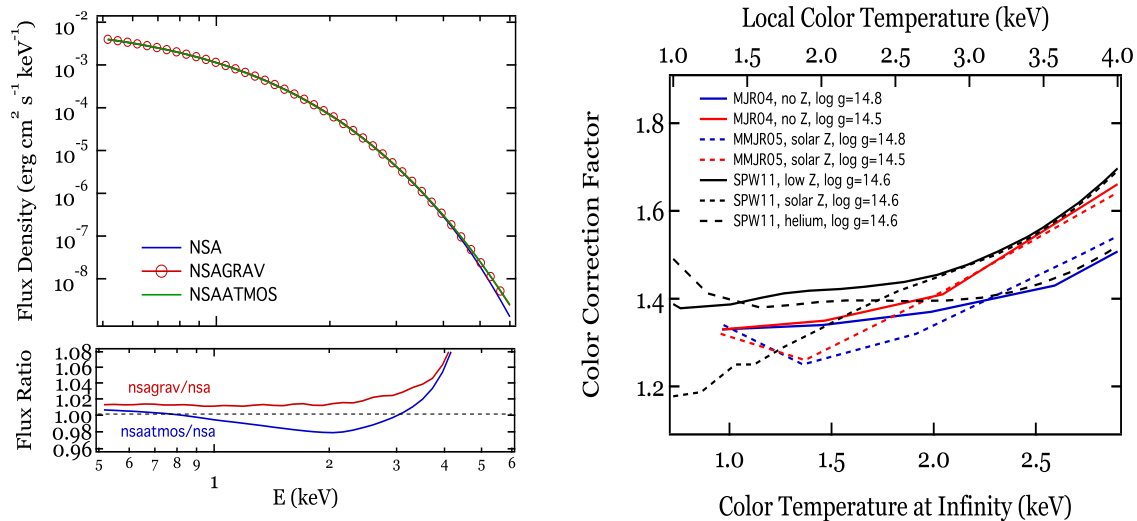 10⁻²
10⁻³
10⁻⁴
10⁻⁵
10⁻⁶
10⁻⁷
10⁻⁸
Flux Density (erg cm² s⁻¹ keV⁻¹)
NSA
NSAGRAV
NSAATMOS
1.08
1.06
1.04
1.02
1.00
0.98
0.96
Flux Ratio
nsagrav/nsa
nsaatmos/nsa
5 6 7 8 9 1 2 3 4 5 6
E (keV)
Local Color Temperature (keV)
1.0 1.5 2.0 2.5 3.0 3.5 4.0
1.8
1.6
1.4
1.2
Color Correction Factor
MJR04, no Z, log g=14.8
MJR04, no Z, log g=14.5
MMJR05, solar Z, log g=14.8
MMJR05, solar Z, log g=14.5
SPW11, low Z, log g=14.6
SPW11, solar Z, log g=14.6
SPW11, helium, log g=14.6
1.0 1.5 2.0 2.5
Color Temperature at Infinity (keV)